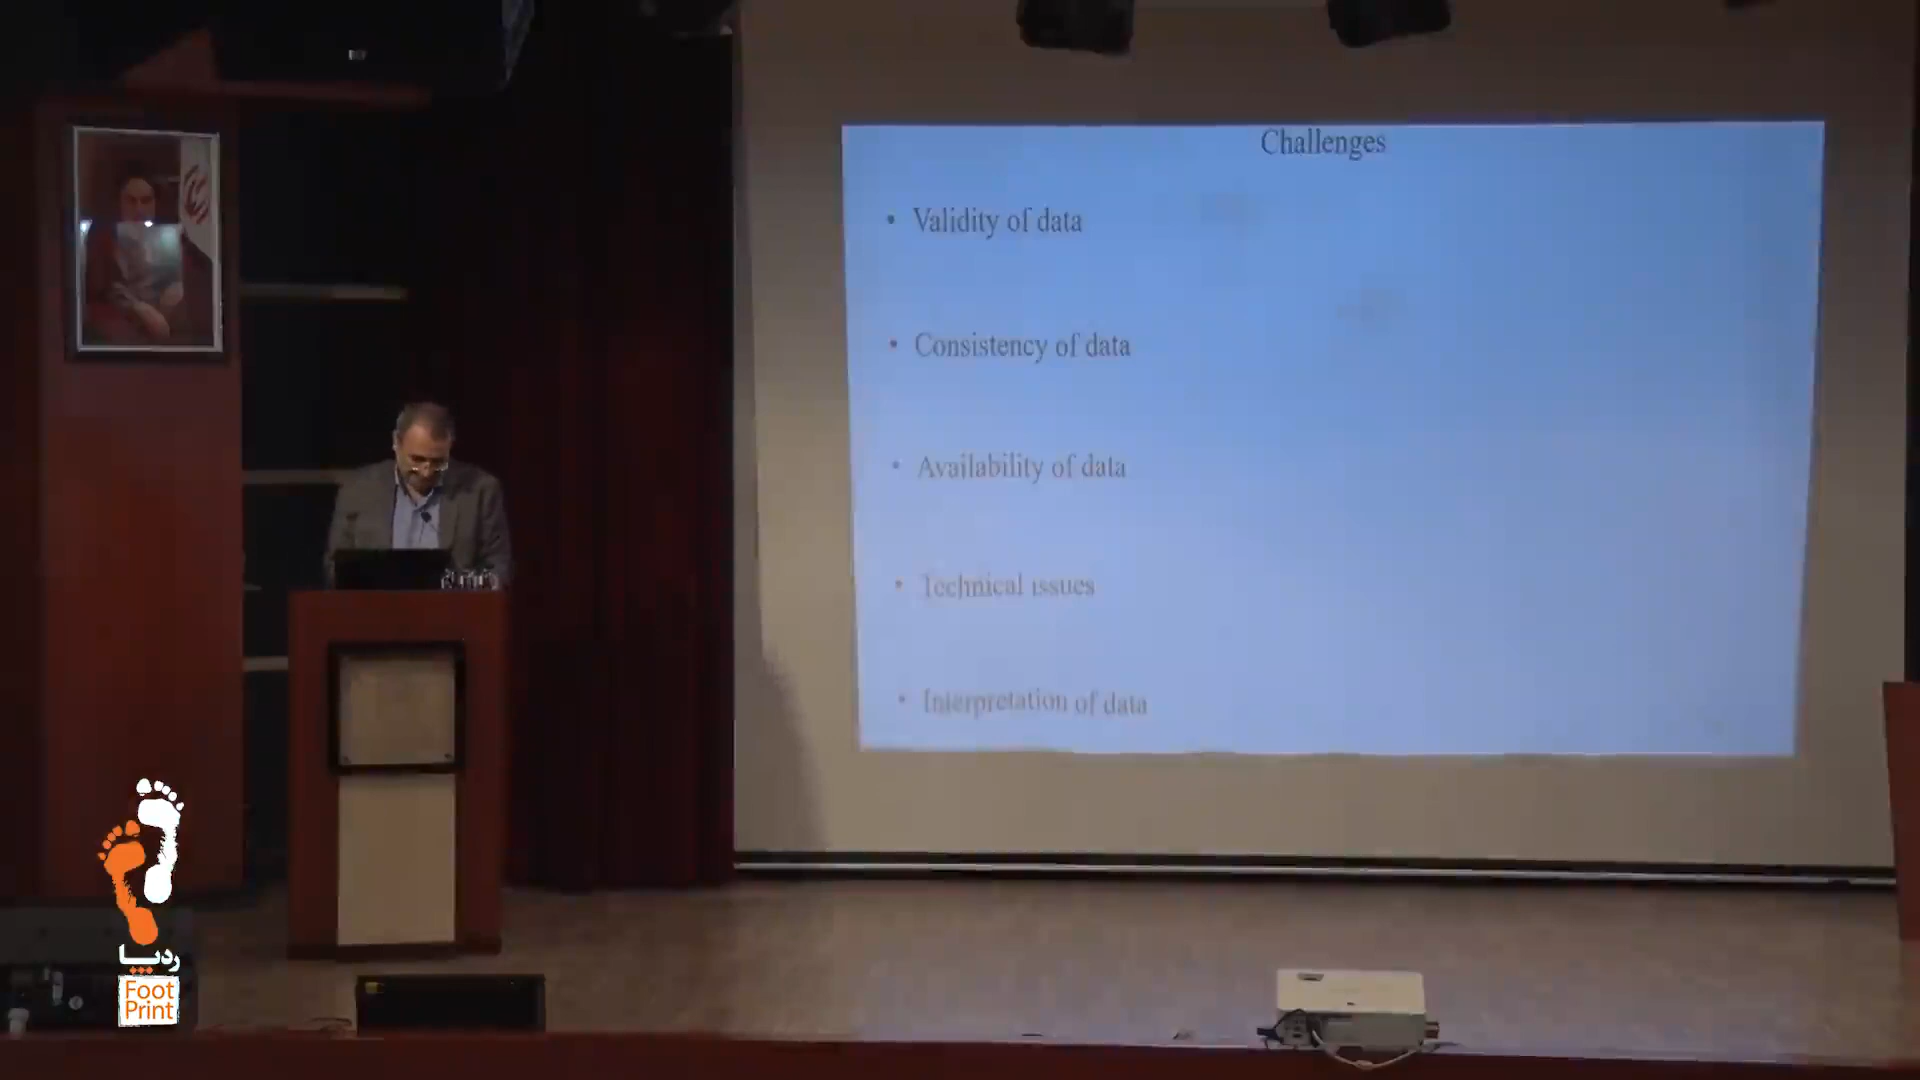 Challenges
• Validity of data
• Consistency of data
• Availability of data
• Technical issues
• Interpretation of data
ردپا
Foot
Print